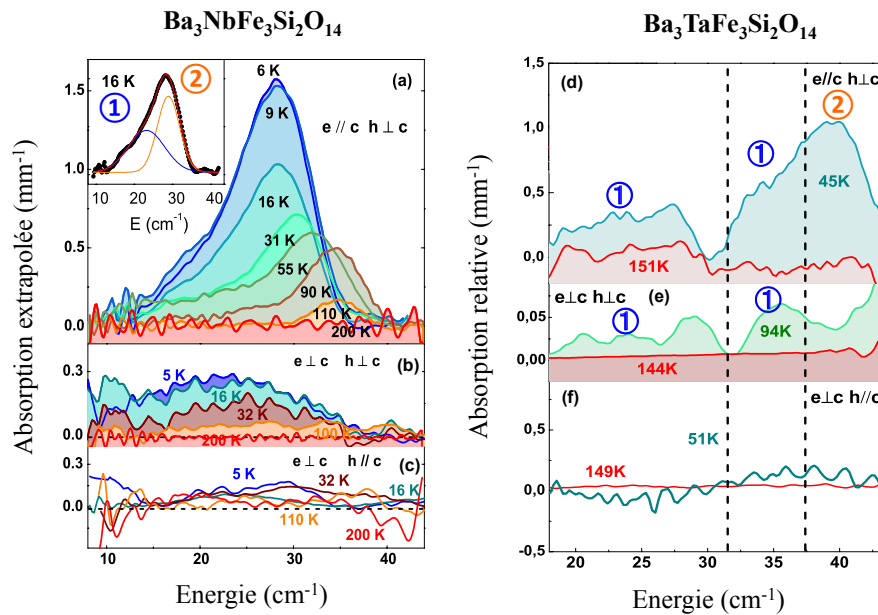 Ba₃NbFe₃Si₂O₁₄
Ba₃TaFe₃Si₂O₁₄
Absorption extrapolée (mm⁻¹)
1.5
1.0
0.5
0.0
(a)
16 K
1
2
10 20 30 40
E (cm⁻¹)
6 K
9 K
e // c h ⊥ c
16 K
31 K
55 K
90 K
110 K
200 K
0.3
0.0
(b)
e ⊥ c h ⊥ c
5 K
16 K
32 K
100 K
200 K
0.3
0.0
(c)
e ⊥ c h // c
5 K
32 K
16 K
110 K
200 K
10 20 30 40
Energie (cm⁻¹)
Absorption relative (mm⁻¹)
1,5
1,0
0,5
0,0
(d)
e//c h⊥c
2
1
1
45K
151K
0,05
0,00
e⊥c h⊥c
(e)
1
1
94K
144K
(f)
e⊥c h//c
0,5
0,0
-0,5
51K
149K
20 25 30 35 40
Energie (cm⁻¹)